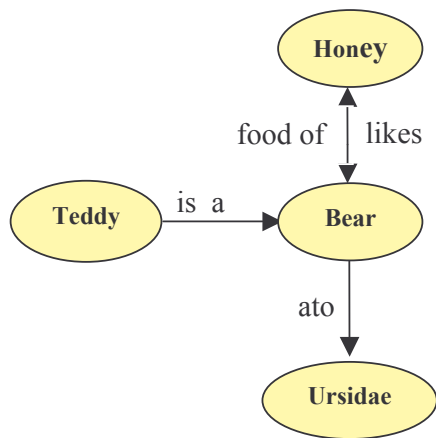 Honey
food of likes
Teddy
is a
Bear
ato
Ursidae